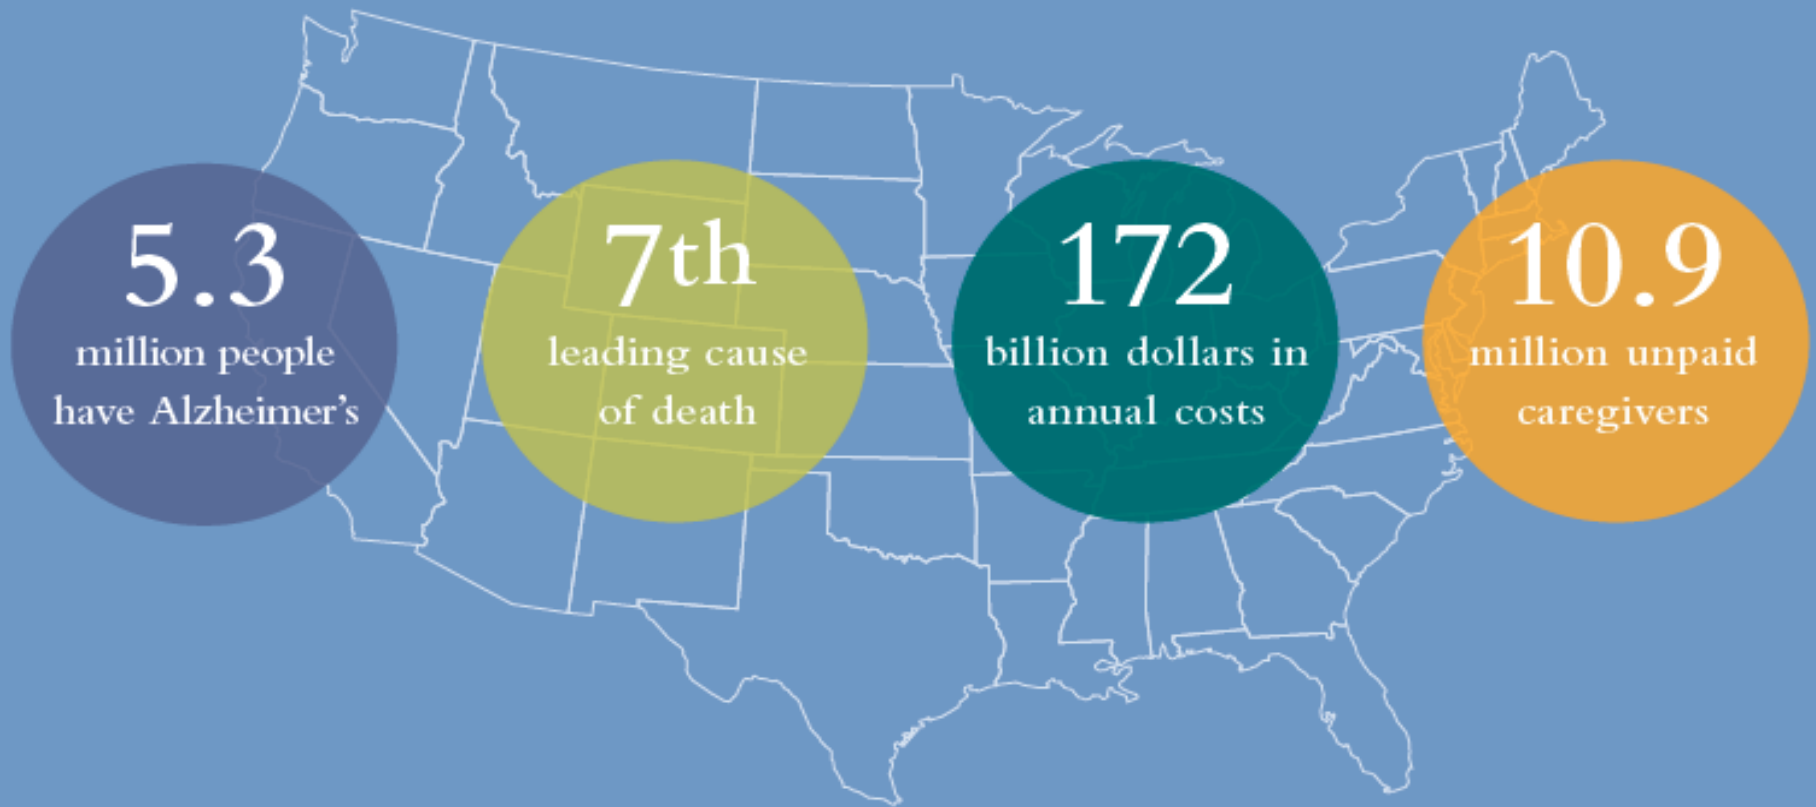 5.3
million people
have Alzheimer’s
7th
leading cause
of death
172
billion dollars in
annual costs
10.9
million unpaid
caregivers